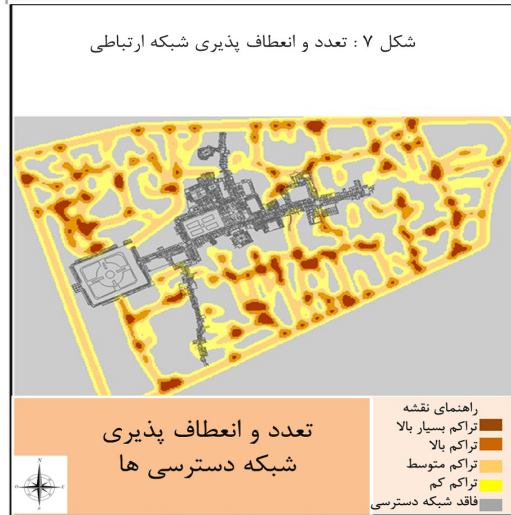 شکل ۷ : تعدد و انعطاف پذیری شبکه ارتباطی
تعدد و انعطاف پذیری
شبکه دسترسی ها
راهنمای نقشه
تراکم بسیار بالا
تراکم بالا
تراکم متوسط
تراکم کم
فاقد شبکه دسترسی